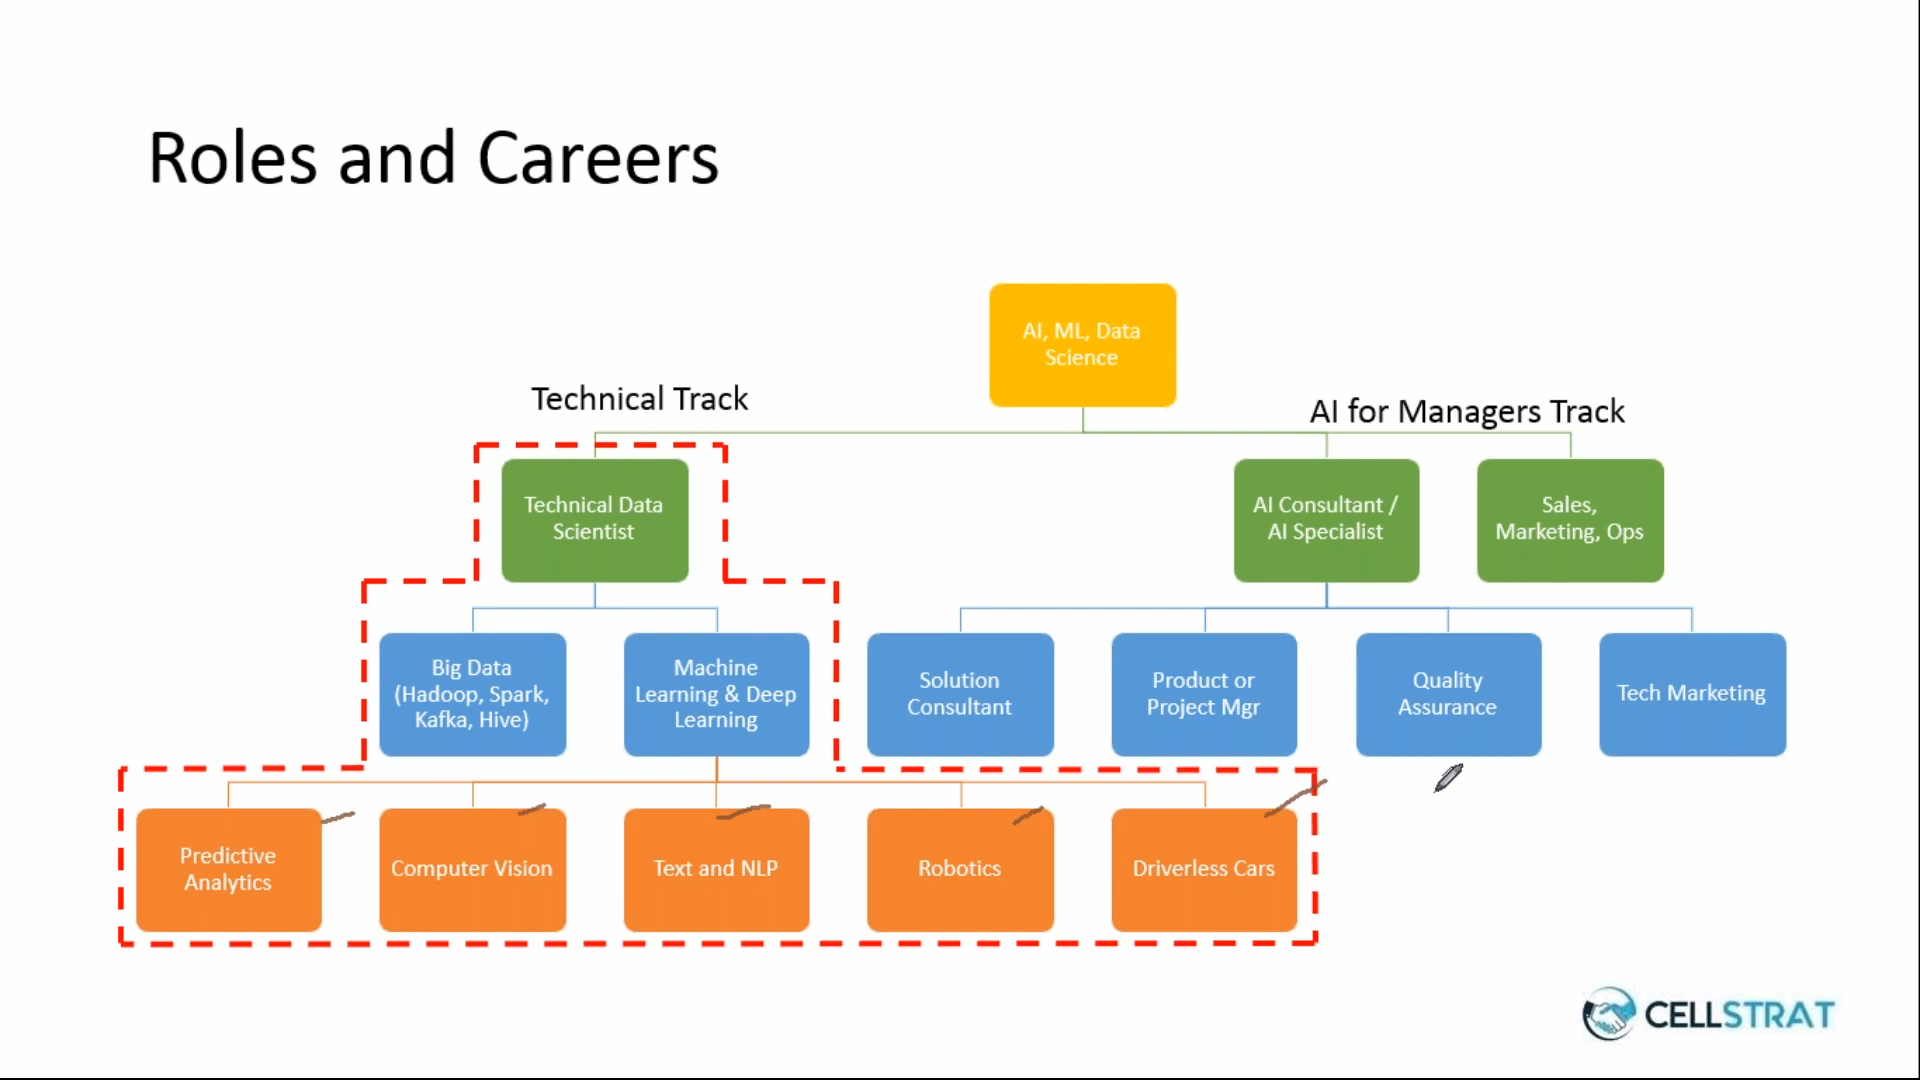 Roles and Careers
AI, ML, Data
Science
Technical Track
AI for Managers Track
Technical Data
Scientist
AI Consultant /
AI Specialist
Sales,
Marketing, Ops
Big Data
(Hadoop, Spark,
Kafka, Hive)
Machine
Learning & Deep
Learning
Solution
Consultant
Product or
Project Mgr
Quality
Assurance
Tech Marketing
Predictive
Analytics
Computer Vision
Text and NLP
Robotics
Driverless Cars
CELLSTRAT